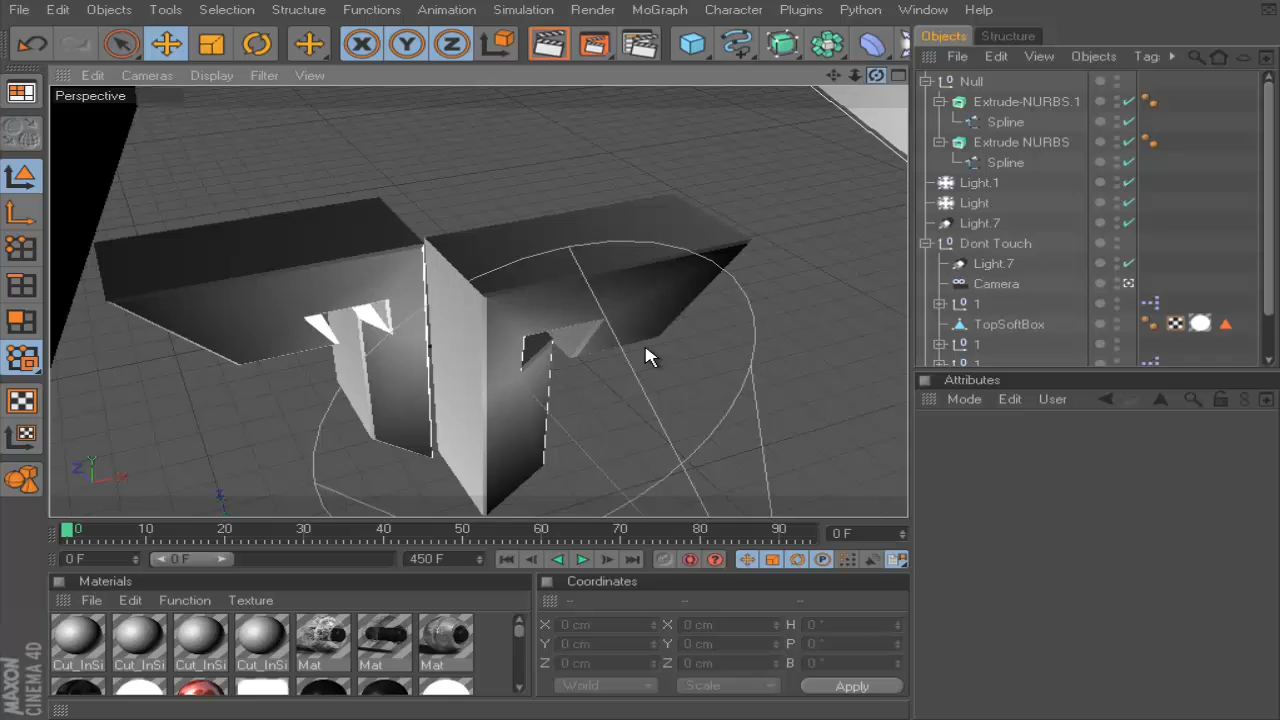 File Edit Objects Tools Selection Structure Functions Animation Simulation Render MoGraph Character Plugins Python Window Help
Objects Structure
File Edit View Objects Tag
Edit Cameras Display Filter View
Perspective
Null
Extrude-NURBS.1
Spline
Extrude NURBS
Spline
Light.1
Light
Light.7
Dont Touch
Light.7
Camera
1
TopSoftBox
1
1
Attributes
Mode Edit User
X Y Z
Z Y X
Z
0 10 20 30 40 50 60 70 80 90 0 F
0 F 0 F 450 F
Materials
File Edit Function Texture
Cut_InSi Cut_InSi Cut_InSi Cut_InSi Mat Mat Mat
Coordinates
-- -- --
X 0 cm X 0 cm H 0 °
Y 0 cm Y 0 cm P 0 °
Z 0 cm Z 0 cm B 0 °
World Scale Apply
MAXON
CINEMA 4D